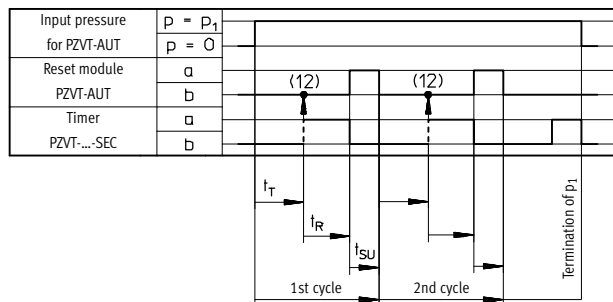 Input pressure
for PZVT-AUT
p = p₁
p = 0
Reset module
PZVT-AUT
a
b
(12)
(12)
Timer
PZVT-...-SEC
a
b
tT
tR
tSU
1st cycle
2nd cycle
Termination of p₁